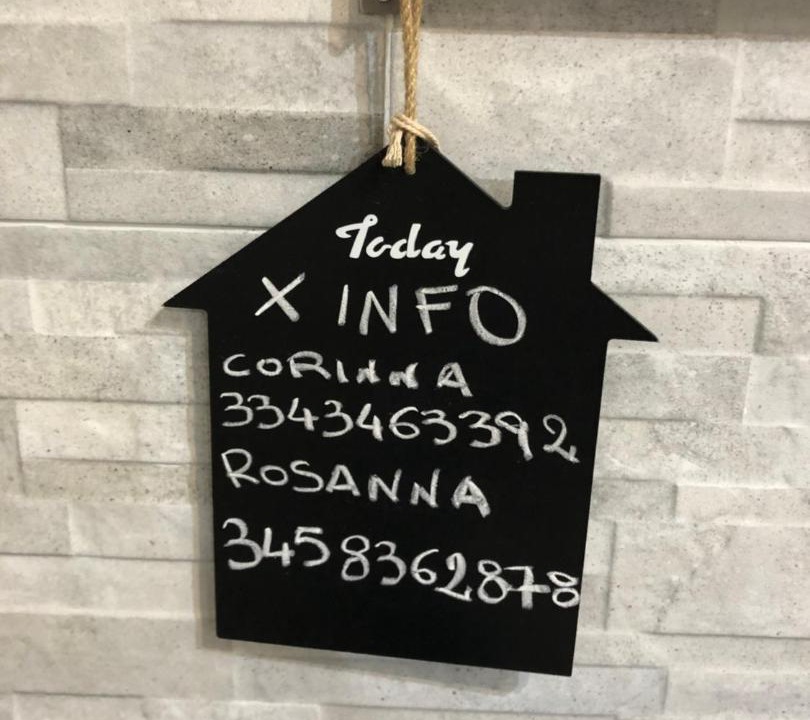 Today
X INFO
CORINNA
3343463392
ROSANNA
3458362878